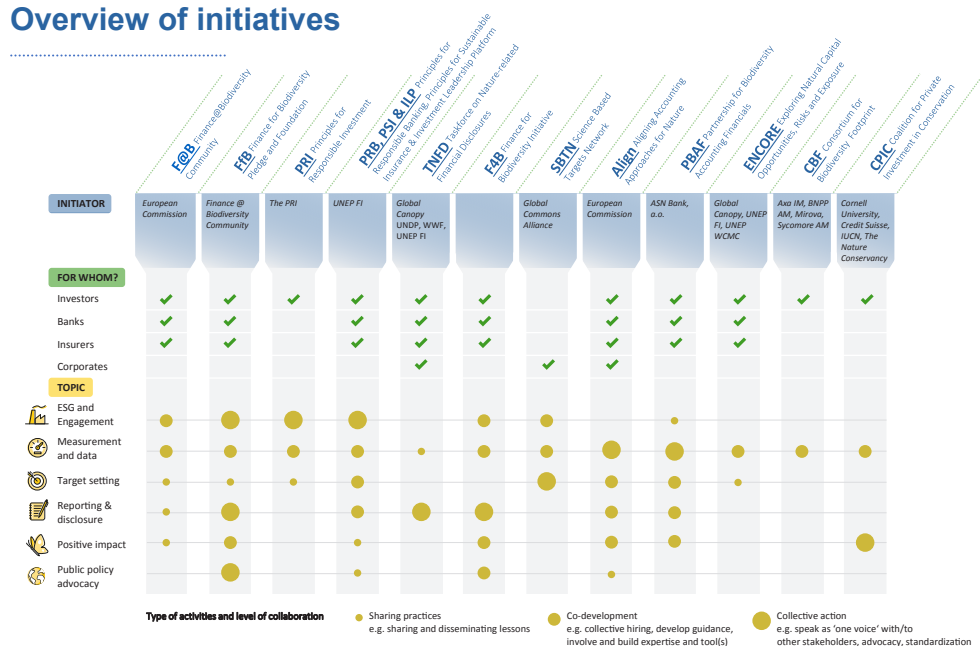 Overview of initiatives
F@B Finance@Biodiversity
Community
FfB Finance for Biodiversity
Pledge and Foundation
PRI Principles for
Responsible Investment
PRB, PSI & ILP Principles for
Responsible Banking, Principles for Sustainable
Insurance & Investment Leadership Platform
TNFD Taskforce on Nature-related
Financial Disclosures
F4B Finance for
Biodiversity Initiative
SBTN Science Based
Targets Network
Align Aligning Accounting
Approaches for Nature
PBAF Partnership for Biodiversity
Accounting Financials
ENCORE Exploring Natural Capital
Opportunities, Risks and Exposure
CBF Consortium for
Biodiversity Footprint
CPIC Coalition for Private
Investment in Conservation
INITIATOR
European
Commission
Finance @
Biodiversity
Community
The PRI
UNEP FI
Global
Canopy
UNDP, WWF,
UNEP FI
Global
Commons
Alliance
European
Commission
ASN Bank,
a.o.
Global
Canopy, UNEP
FI, UNEP
WCMC
Axa IM, BNPP
AM, Mirova,
Sycomore AM
Cornell
University,
Credit Suisse,
IUCN, The
Nature
Conservancy
FOR WHOM?
Investors
Banks
Insurers
Corporates
TOPIC
ESG and
Engagement
Measurement
and data
Target setting
Reporting &
disclosure
Positive impact
Public policy
advocacy
Type of activities and level of collaboration
Sharing practices
e.g. sharing and disseminating lessons
Co-development
e.g. collective hiring, develop guidance,
involve and build expertise and tool(s)
Collective action
e.g. speak as 'one voice' with/to
other stakeholders, advocacy, standardization